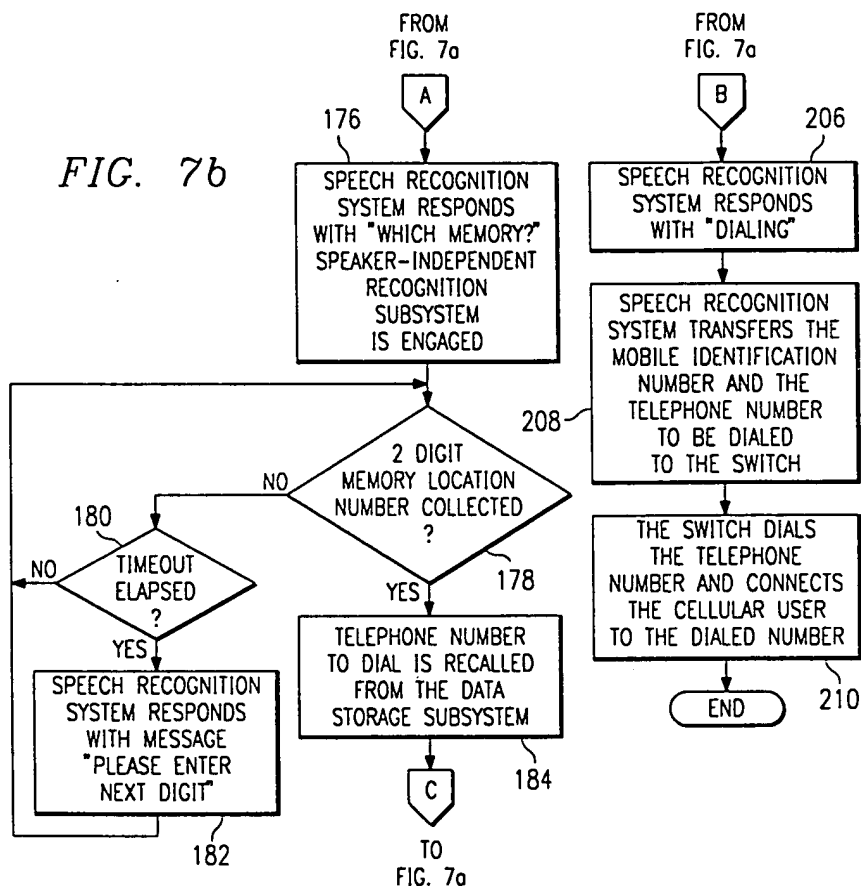 FROM
FIG. 7a
A
176
FIG. 7b
SPEECH RECOGNITION
SYSTEM RESPONDS
WITH "WHICH MEMORY?"
SPEAKER-INDEPENDENT
RECOGNITION
SUBSYSTEM
IS ENGAGED
2 DIGIT
MEMORY LOCATION
NUMBER COLLECTED
?
178
NO
180
TIMEOUT
ELAPSED
?
NO
YES
SPEECH RECOGNITION
SYSTEM RESPONDS
WITH MESSAGE
"PLEASE ENTER
NEXT DIGIT"
182
YES
TELEPHONE NUMBER
TO DIAL IS RECALLED
FROM THE DATA
STORAGE SUBSYSTEM
184
C
TO
FIG. 7a
FROM
FIG. 7a
B
206
SPEECH RECOGNITION
SYSTEM RESPONDS
WITH "DIALING"
SPEECH RECOGNITION
SYSTEM TRANSFERS THE
MOBILE IDENTIFICATION
NUMBER AND THE
TELEPHONE NUMBER
TO BE DIALED
TO THE SWITCH
208
THE SWITCH DIALS
THE TELEPHONE
NUMBER AND CONNECTS
THE CELLULAR USER
TO THE DIALED NUMBER
210
END